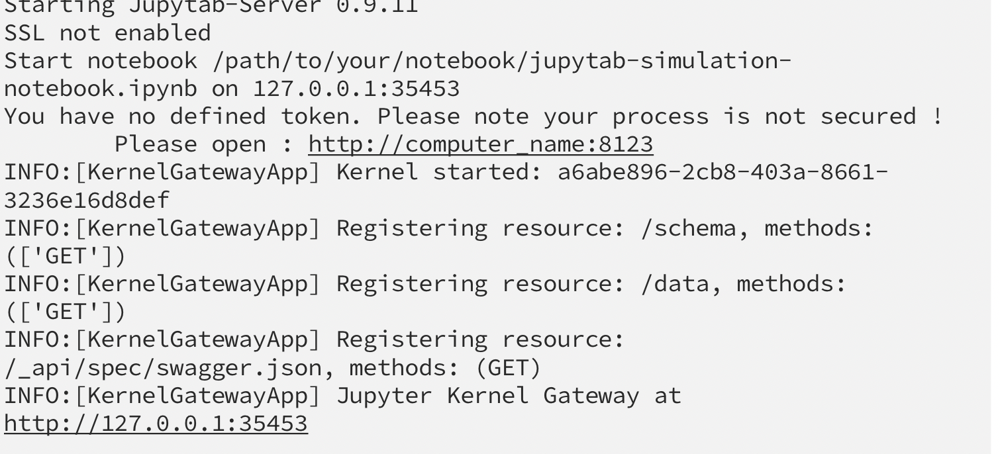 Starting Jupytab-Server 0.9.11
SSL not enabled
Start notebook /path/to/your/notebook/jupytab-simulation-
notebook.ipynb on 127.0.0.1:35453
You have no defined token. Please note your process is not secured !
        Please open : http://computer_name:8123
INFO:[KernelGatewayApp] Kernel started: a6abe896-2cb8-403a-8661-
3236e16d8def
INFO:[KernelGatewayApp] Registering resource: /schema, methods:
(['GET'])
INFO:[KernelGatewayApp] Registering resource: /data, methods:
(['GET'])
INFO:[KernelGatewayApp] Registering resource:
/_api/spec/swagger.json, methods: (GET)
INFO:[KernelGatewayApp] Jupyter Kernel Gateway at
http://127.0.0.1:35453